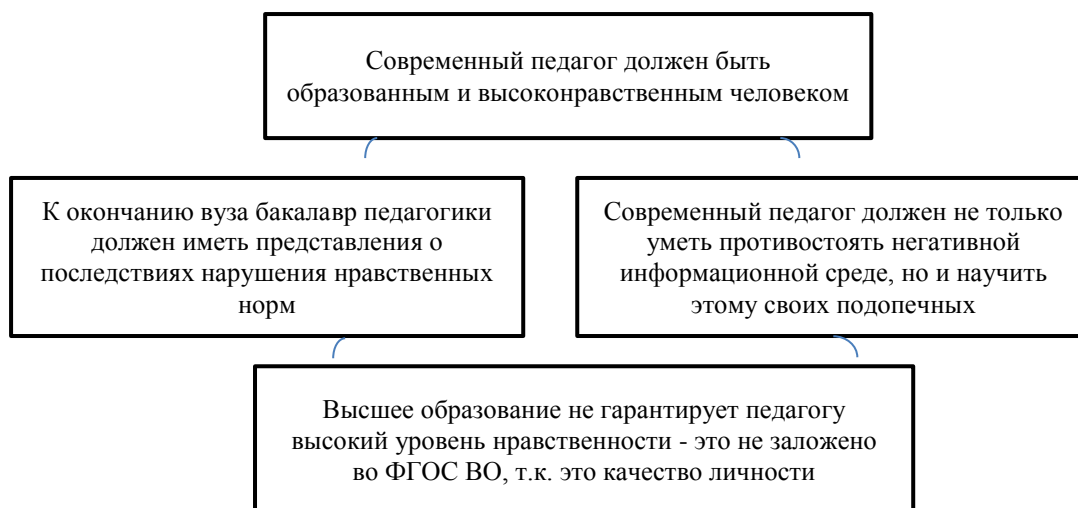 Современный педагог должен быть
образованным и высоконравственным человеком
К окончанию вуза бакалавр педагогики
должен иметь представления о
последствиях нарушения нравственных
норм
Современный педагог должен не только
уметь противостоять негативной
информационной среде, но и научить
этому своих подопечных
Высшее образование не гарантирует педагогу
высокий уровень нравственности - это не заложено
во ФГОС ВО, т.к. это качество личности